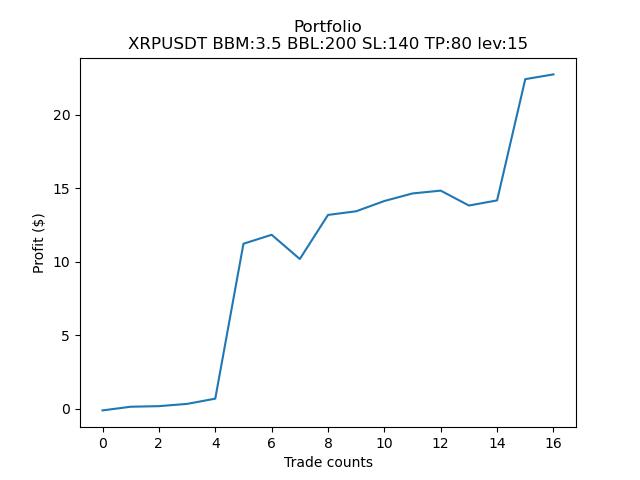 Portfolio
XRPUSDT BBM:3.5 BBL:200 SL:140 TP:80 lev:15
20
15
10
5
0
Profit ($)
0 2 4 6 8 10 12 14 16
Trade counts